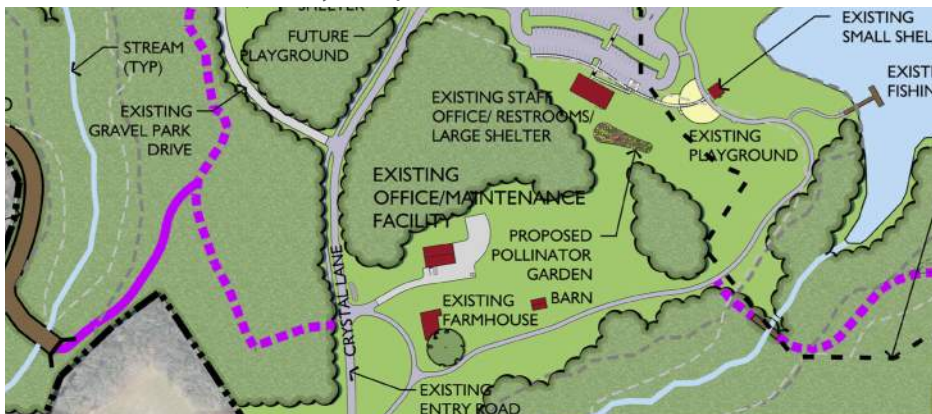 SHELTER
FUTURE
PLAYGROUND
STREAM
(TYP)
EXISTING
GRAVEL PARK
DRIVE
EXISTING
SMALL SHEL
EXISTI
FISHIN
EXISTING STAFF
OFFICE/ RESTROOMS/
LARGE SHELTER
EXISTING
PLAYGROUND
EXISTING
OFFICE/MAINTENANCE
FACILITY
PROPOSED
POLLINATOR
GARDEN
BARN
EXISTING
FARMHOUSE
CRYSTAL LANE
EXISTING
ENTRY ROAD